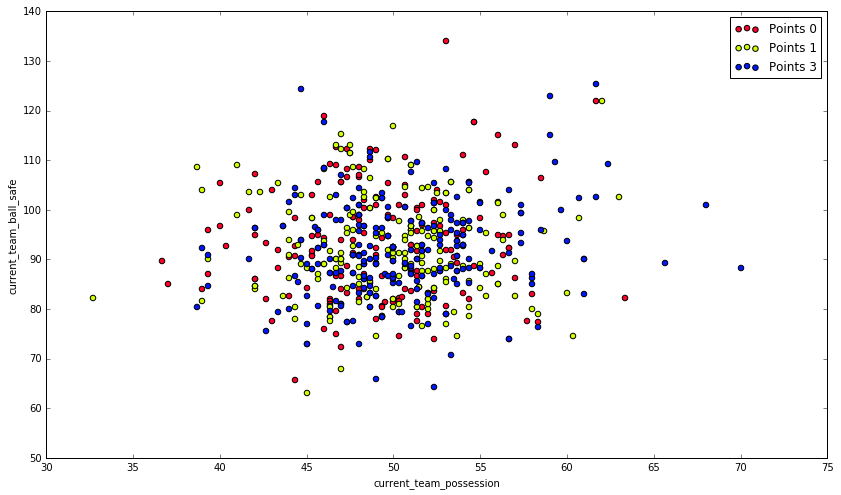 140
130
120
110
100
90
80
70
60
50
current_team_ball_safe
Points 0
Points 1
Points 3
30 35 40 45 50 55 60 65 70 75
current_team_possession